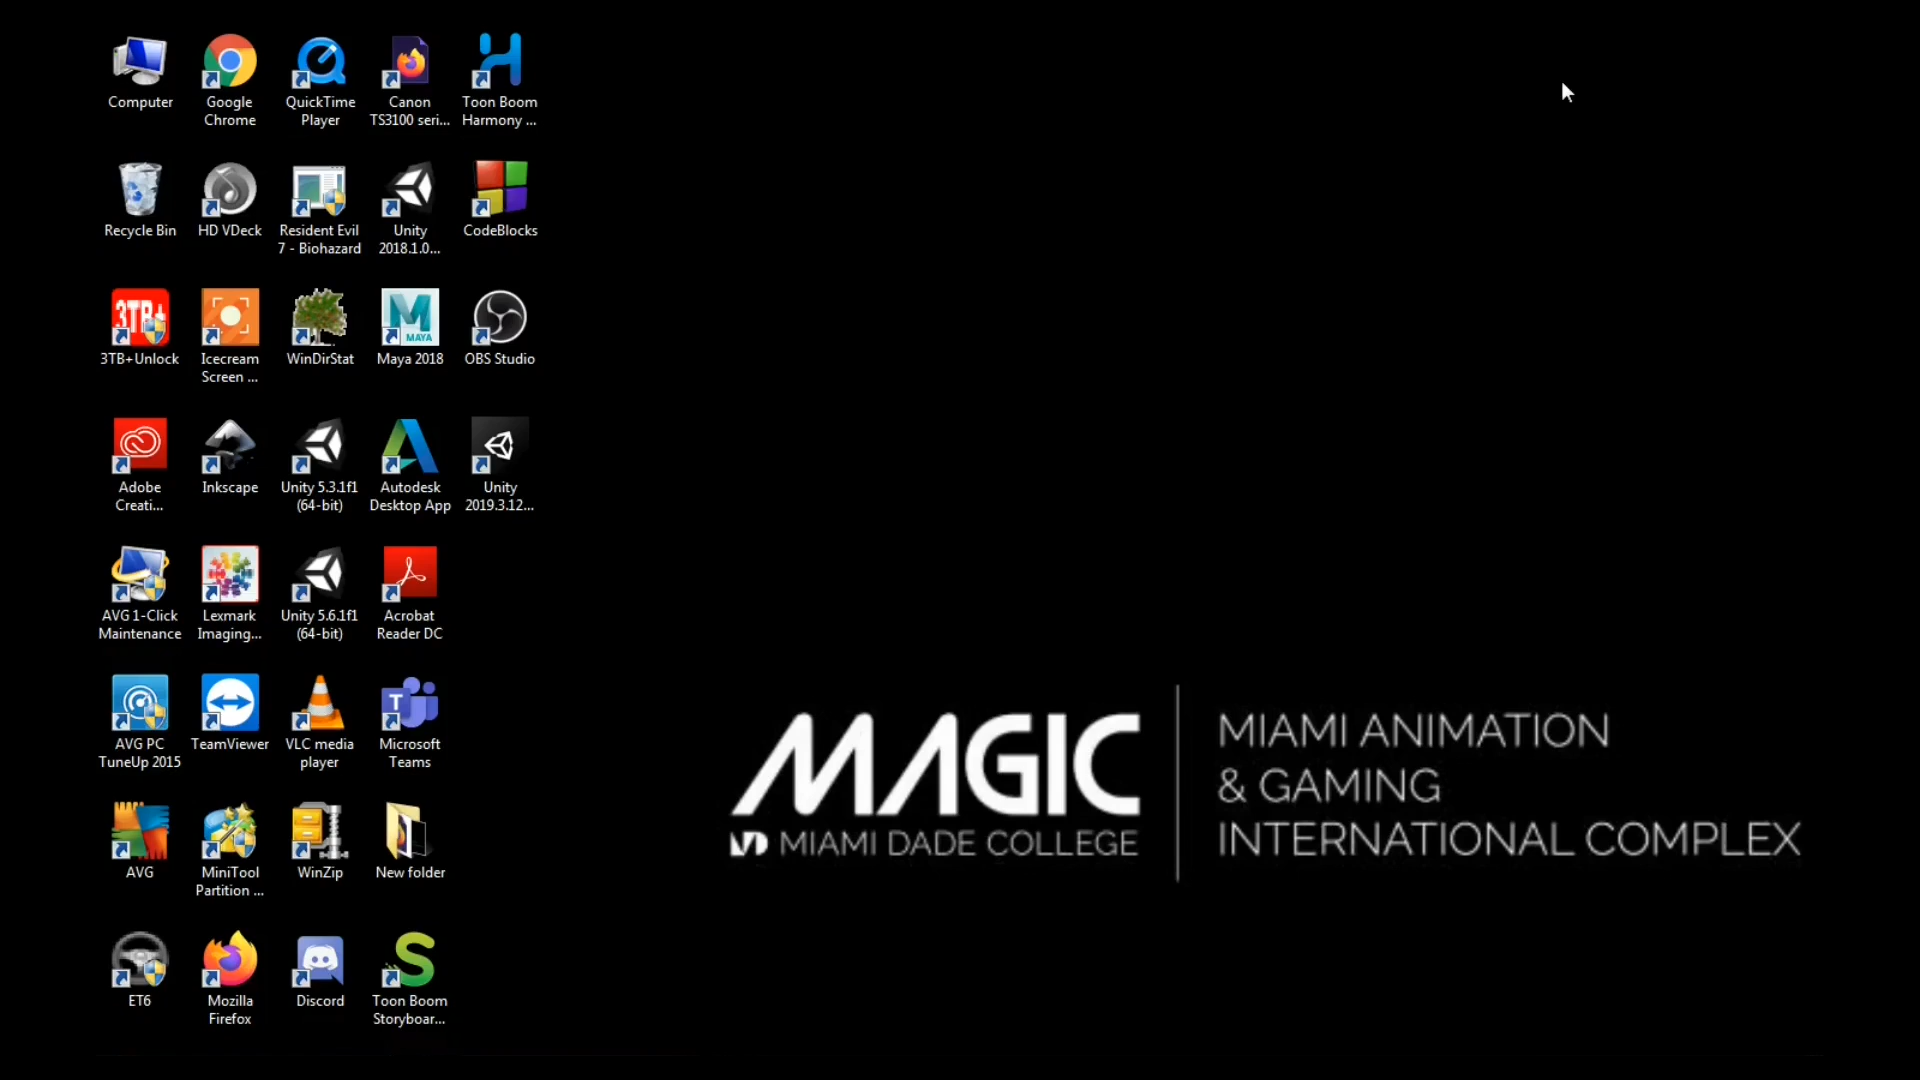 Computer
Google
Chrome
QuickTime
Player
Canon
TS3100 seri...
Toon Boom
Harmony ...
Recycle Bin
HD VDeck
Resident Evil
7 - Biohazard
Unity
2018.1.0...
CodeBlocks
3TB+
3TB+Unlock
Icecream
Screen ...
WinDirStat
MAYA
Maya 2018
OBS Studio
Adobe
Creati...
Inkscape
Unity 5.3.1f1
(64-bit)
Autodesk
Desktop App
Unity
2019.3.12...
AVG 1-Click
Maintenance
Lexmark
Imaging...
Unity 5.6.1f1
(64-bit)
Acrobat
Reader DC
AVG PC
TuneUp 2015
TeamViewer
VLC media
player
Microsoft
Teams
AVG
MiniTool
Partition ...
WinZip
New folder
ET6
Mozilla
Firefox
Discord
Toon Boom
Storyboar...
MAGIC
MIAMI DADE COLLEGE
MIAMI ANIMATION
& GAMING
INTERNATIONAL COMPLEX